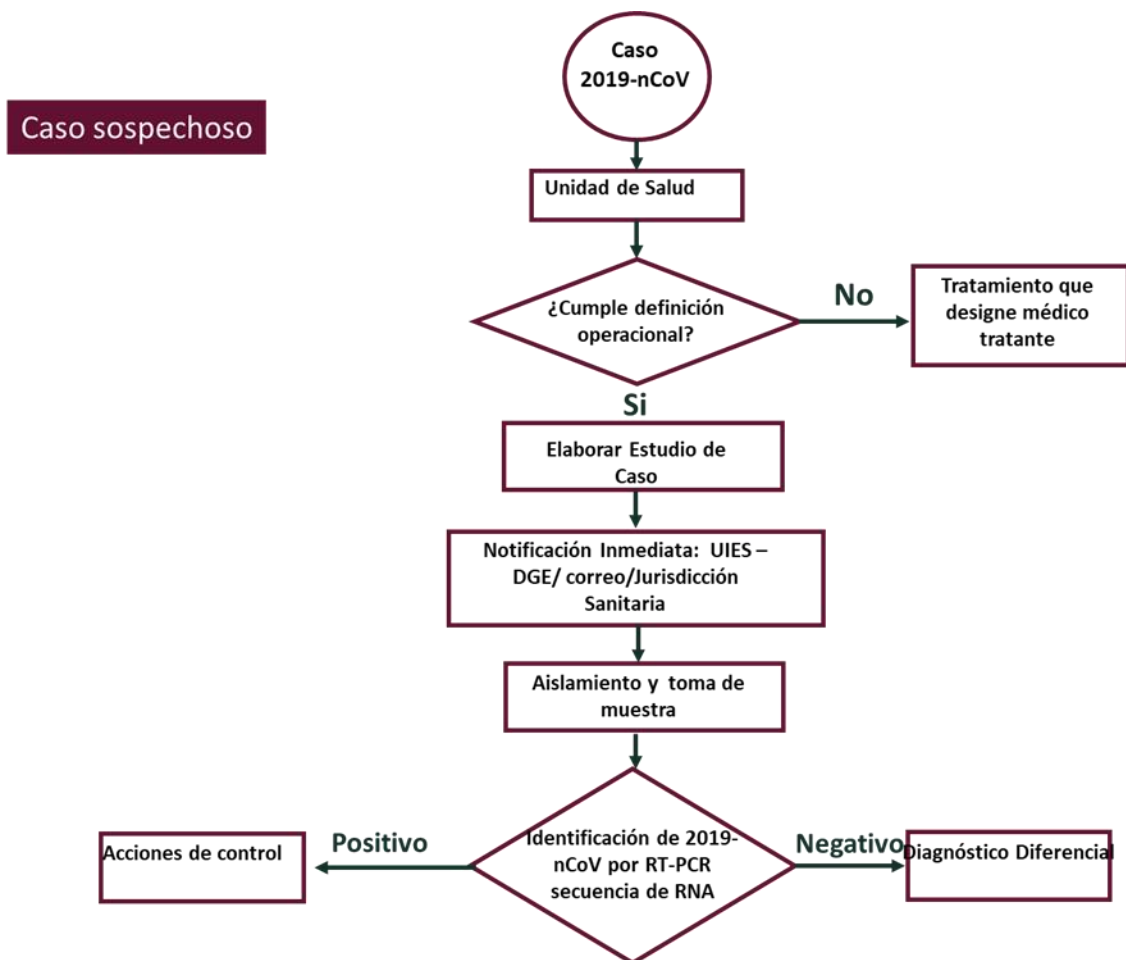 Caso
2019-nCoV
Caso sospechoso
Unidad de Salud
¿Cumple definición
operacional?
No
Tratamiento que
designe médico
tratante
Si
Elaborar Estudio de
Caso
Notificación Inmediata: UIES –
DGE/ correo/Jurisdicción
Sanitaria
Aislamiento y toma de
muestra
Identificación de 2019-
nCoV por RT-PCR
secuencia de RNA
Positivo
Acciones de control
Negativo
Diagnóstico Diferencial